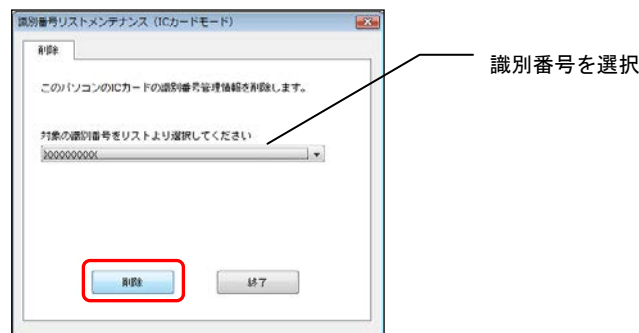 識別番号リストメンテナンス（ICカードモード）
削除
識別番号を選択
このパソコンのICカードの識別番号管理情報を削除します。
対象の識別番号をリストより選択してください
XXXXXXXXXX
削除
終了